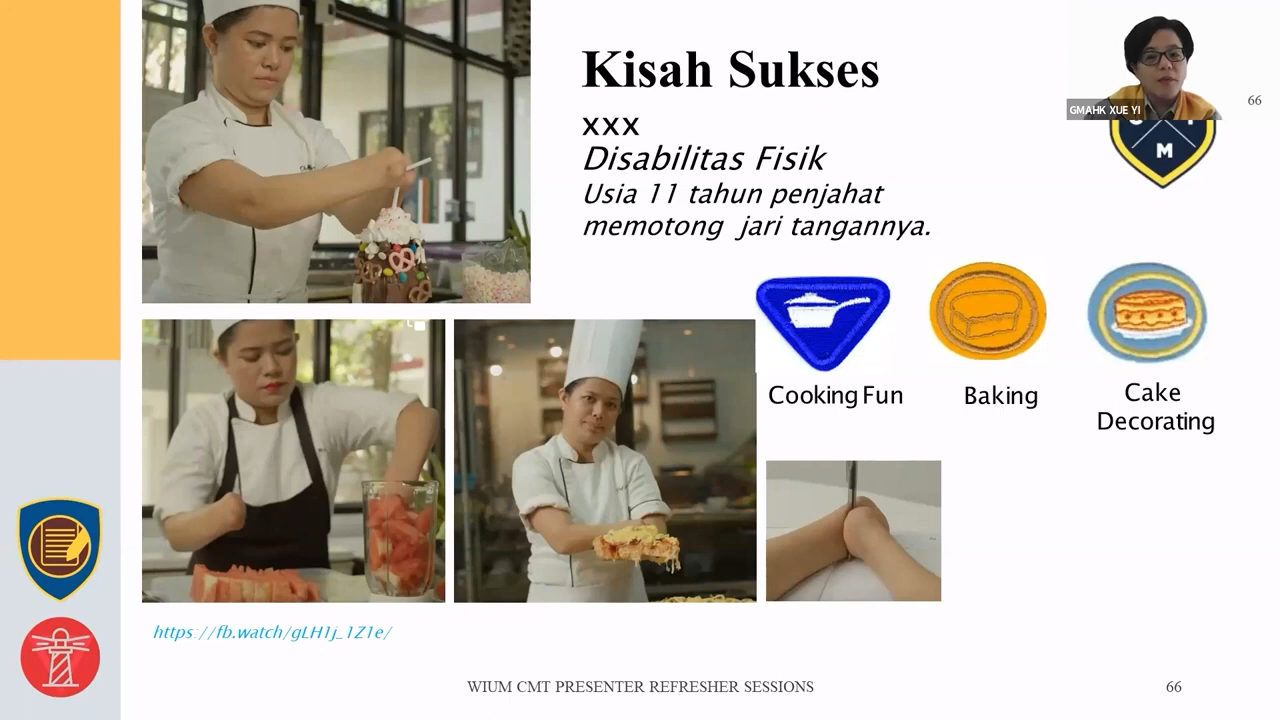 Kisah Sukses
xxx
Disabilitas Fisik
Usia 11 tahun penjahat
memotong jari tangannya.
GMAHK XUE YI
66
M
Cooking Fun
Baking
Cake
Decorating
https://fb.watch/gLH1j_1Z1e/
WIUM CMT PRESENTER REFRESHER SESSIONS
66